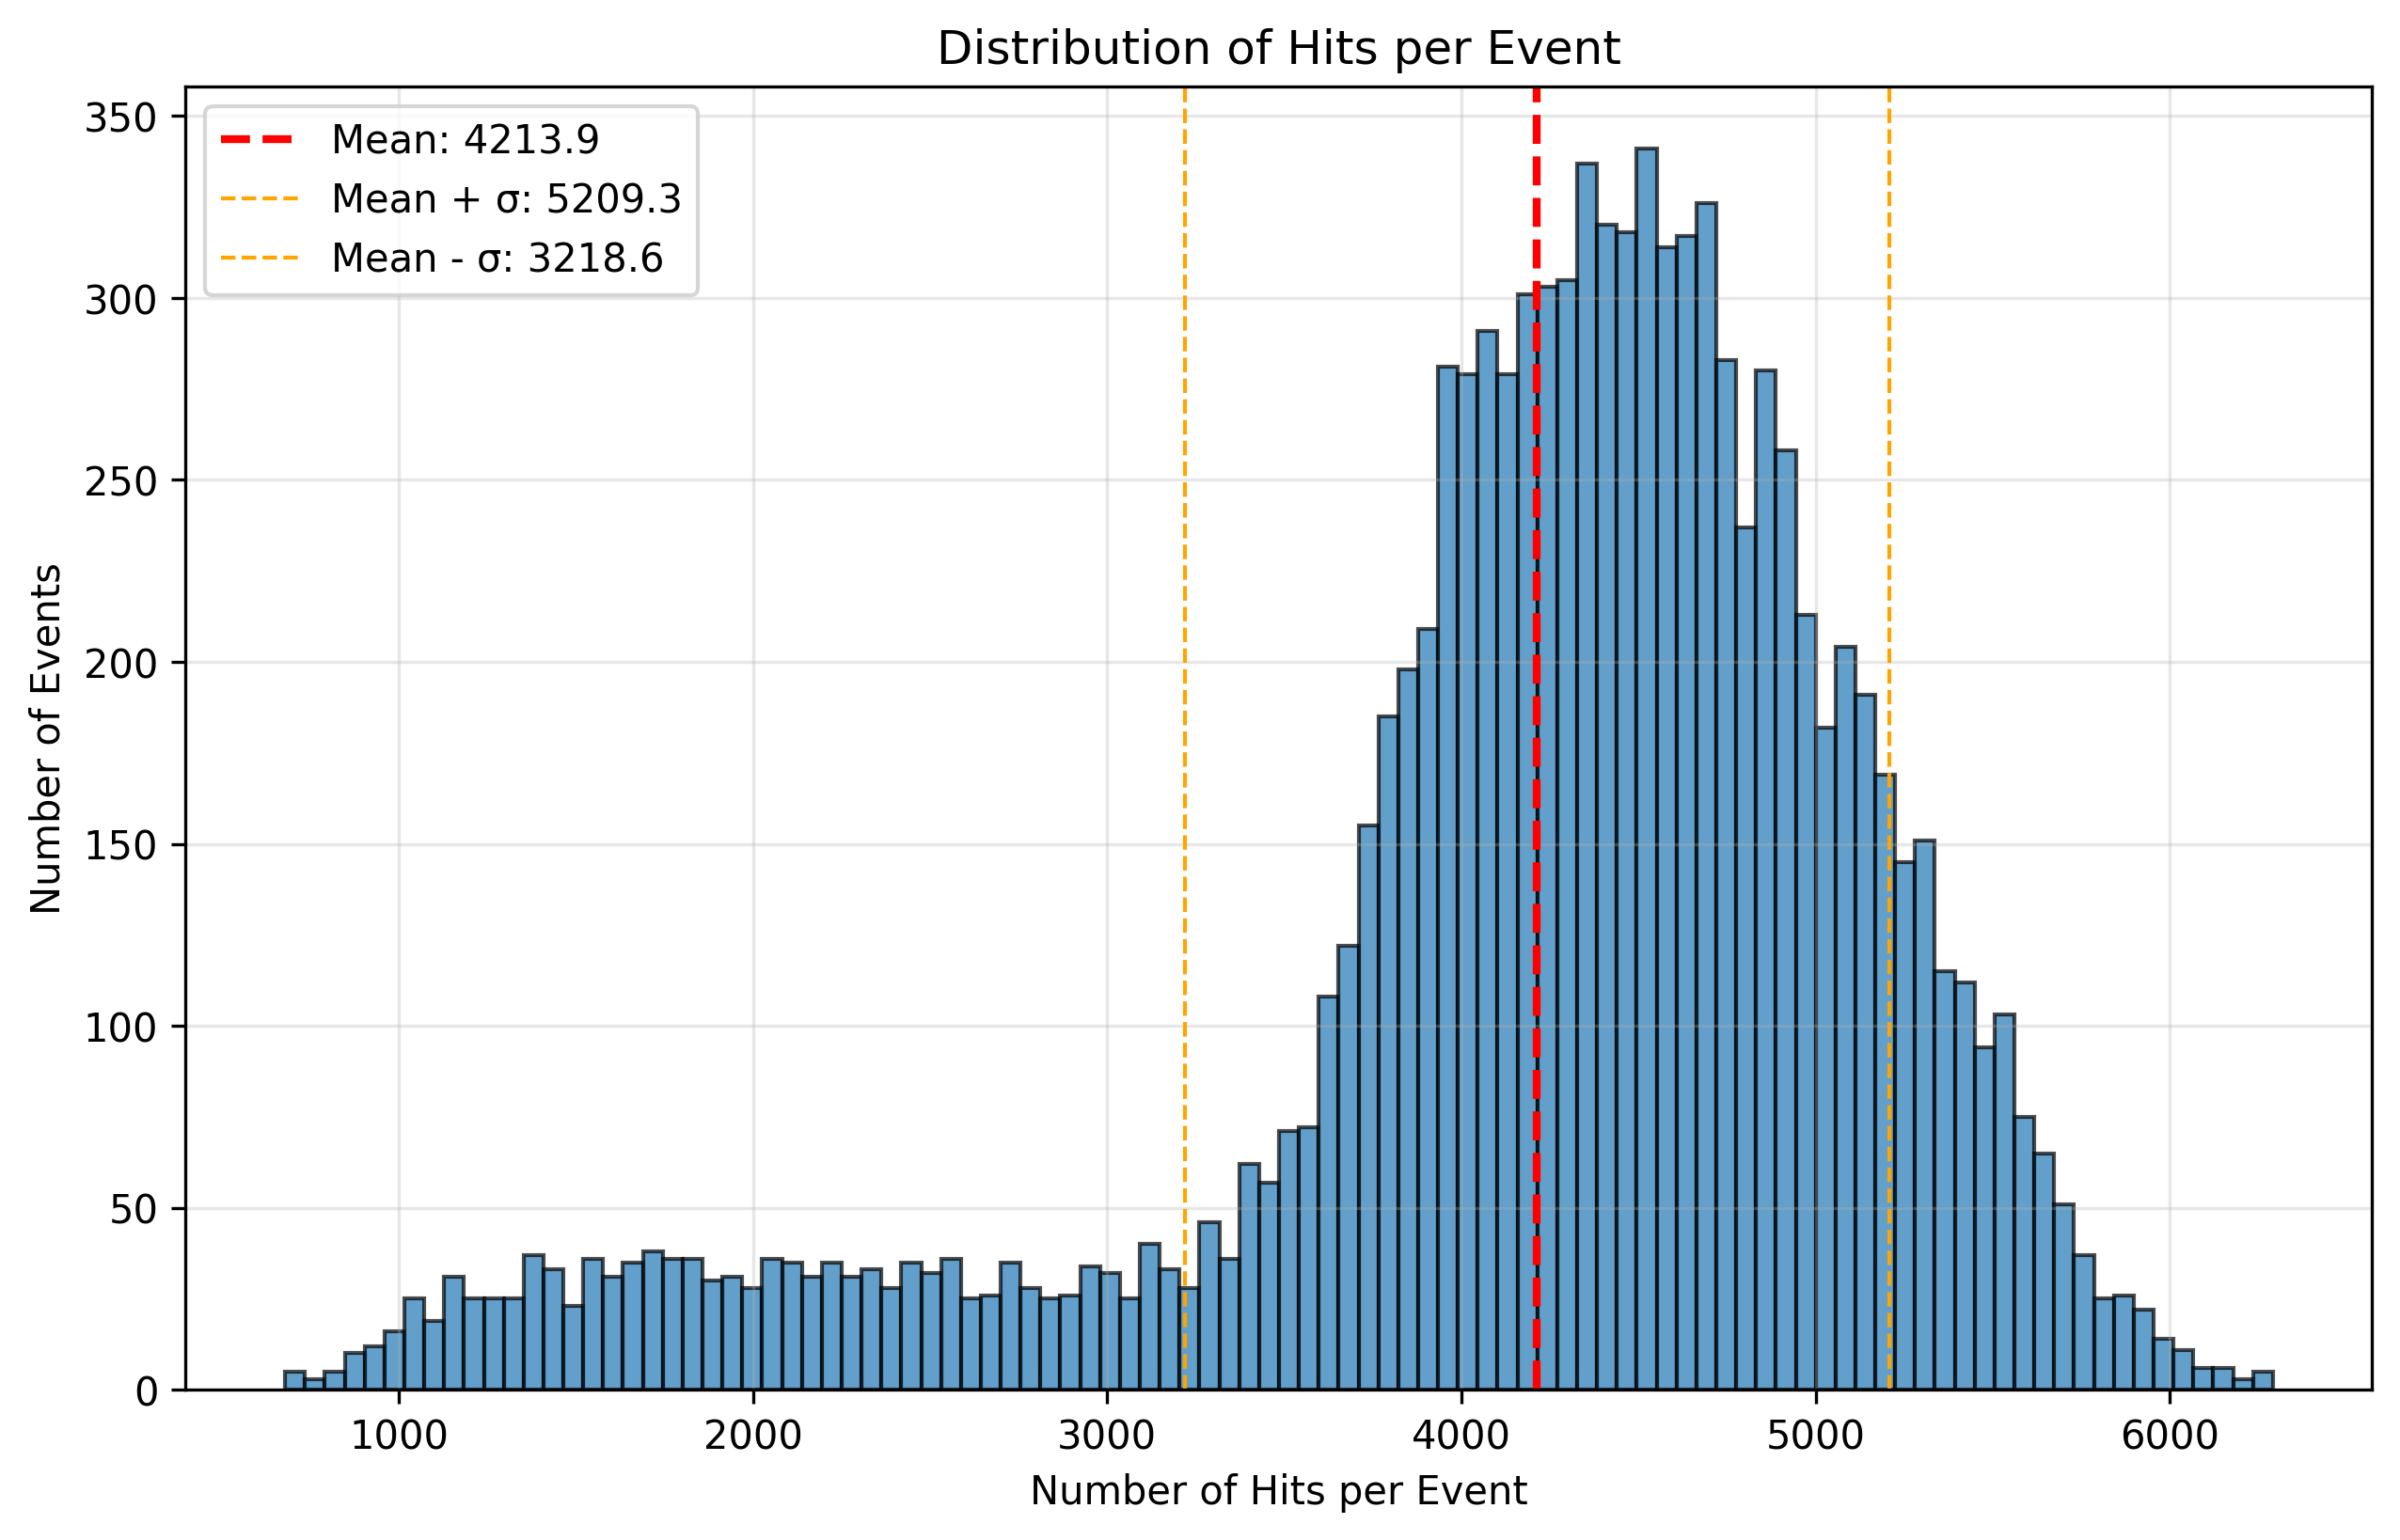 Distribution of Hits per Event
350
300
250
200
150
100
50
0
Number of Events
Mean: 4213.9
Mean + σ: 5209.3
Mean - σ: 3218.6
1000 2000 3000 4000 5000 6000
Number of Hits per Event